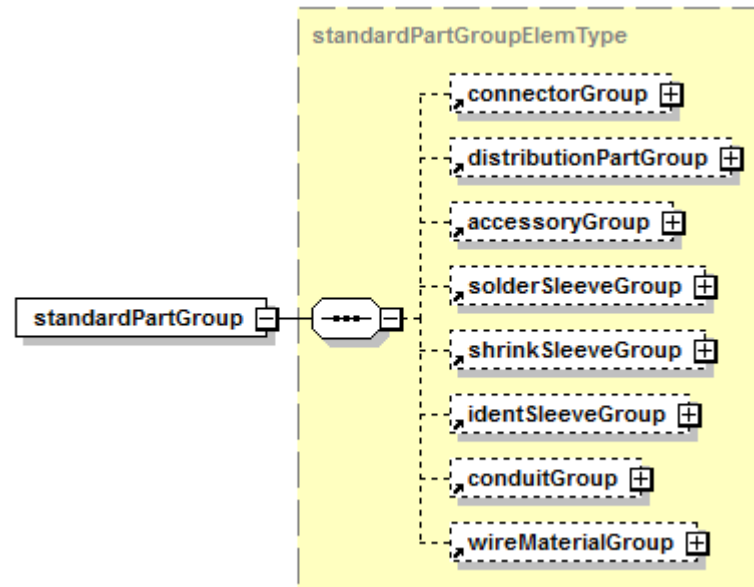 standardPartGroupElemType
connectorGroup
distributionPartGroup
accessoryGroup
solderSleeveGroup
standardPartGroup
shrinkSleeveGroup
identSleeveGroup
conduitGroup
wireMaterialGroup